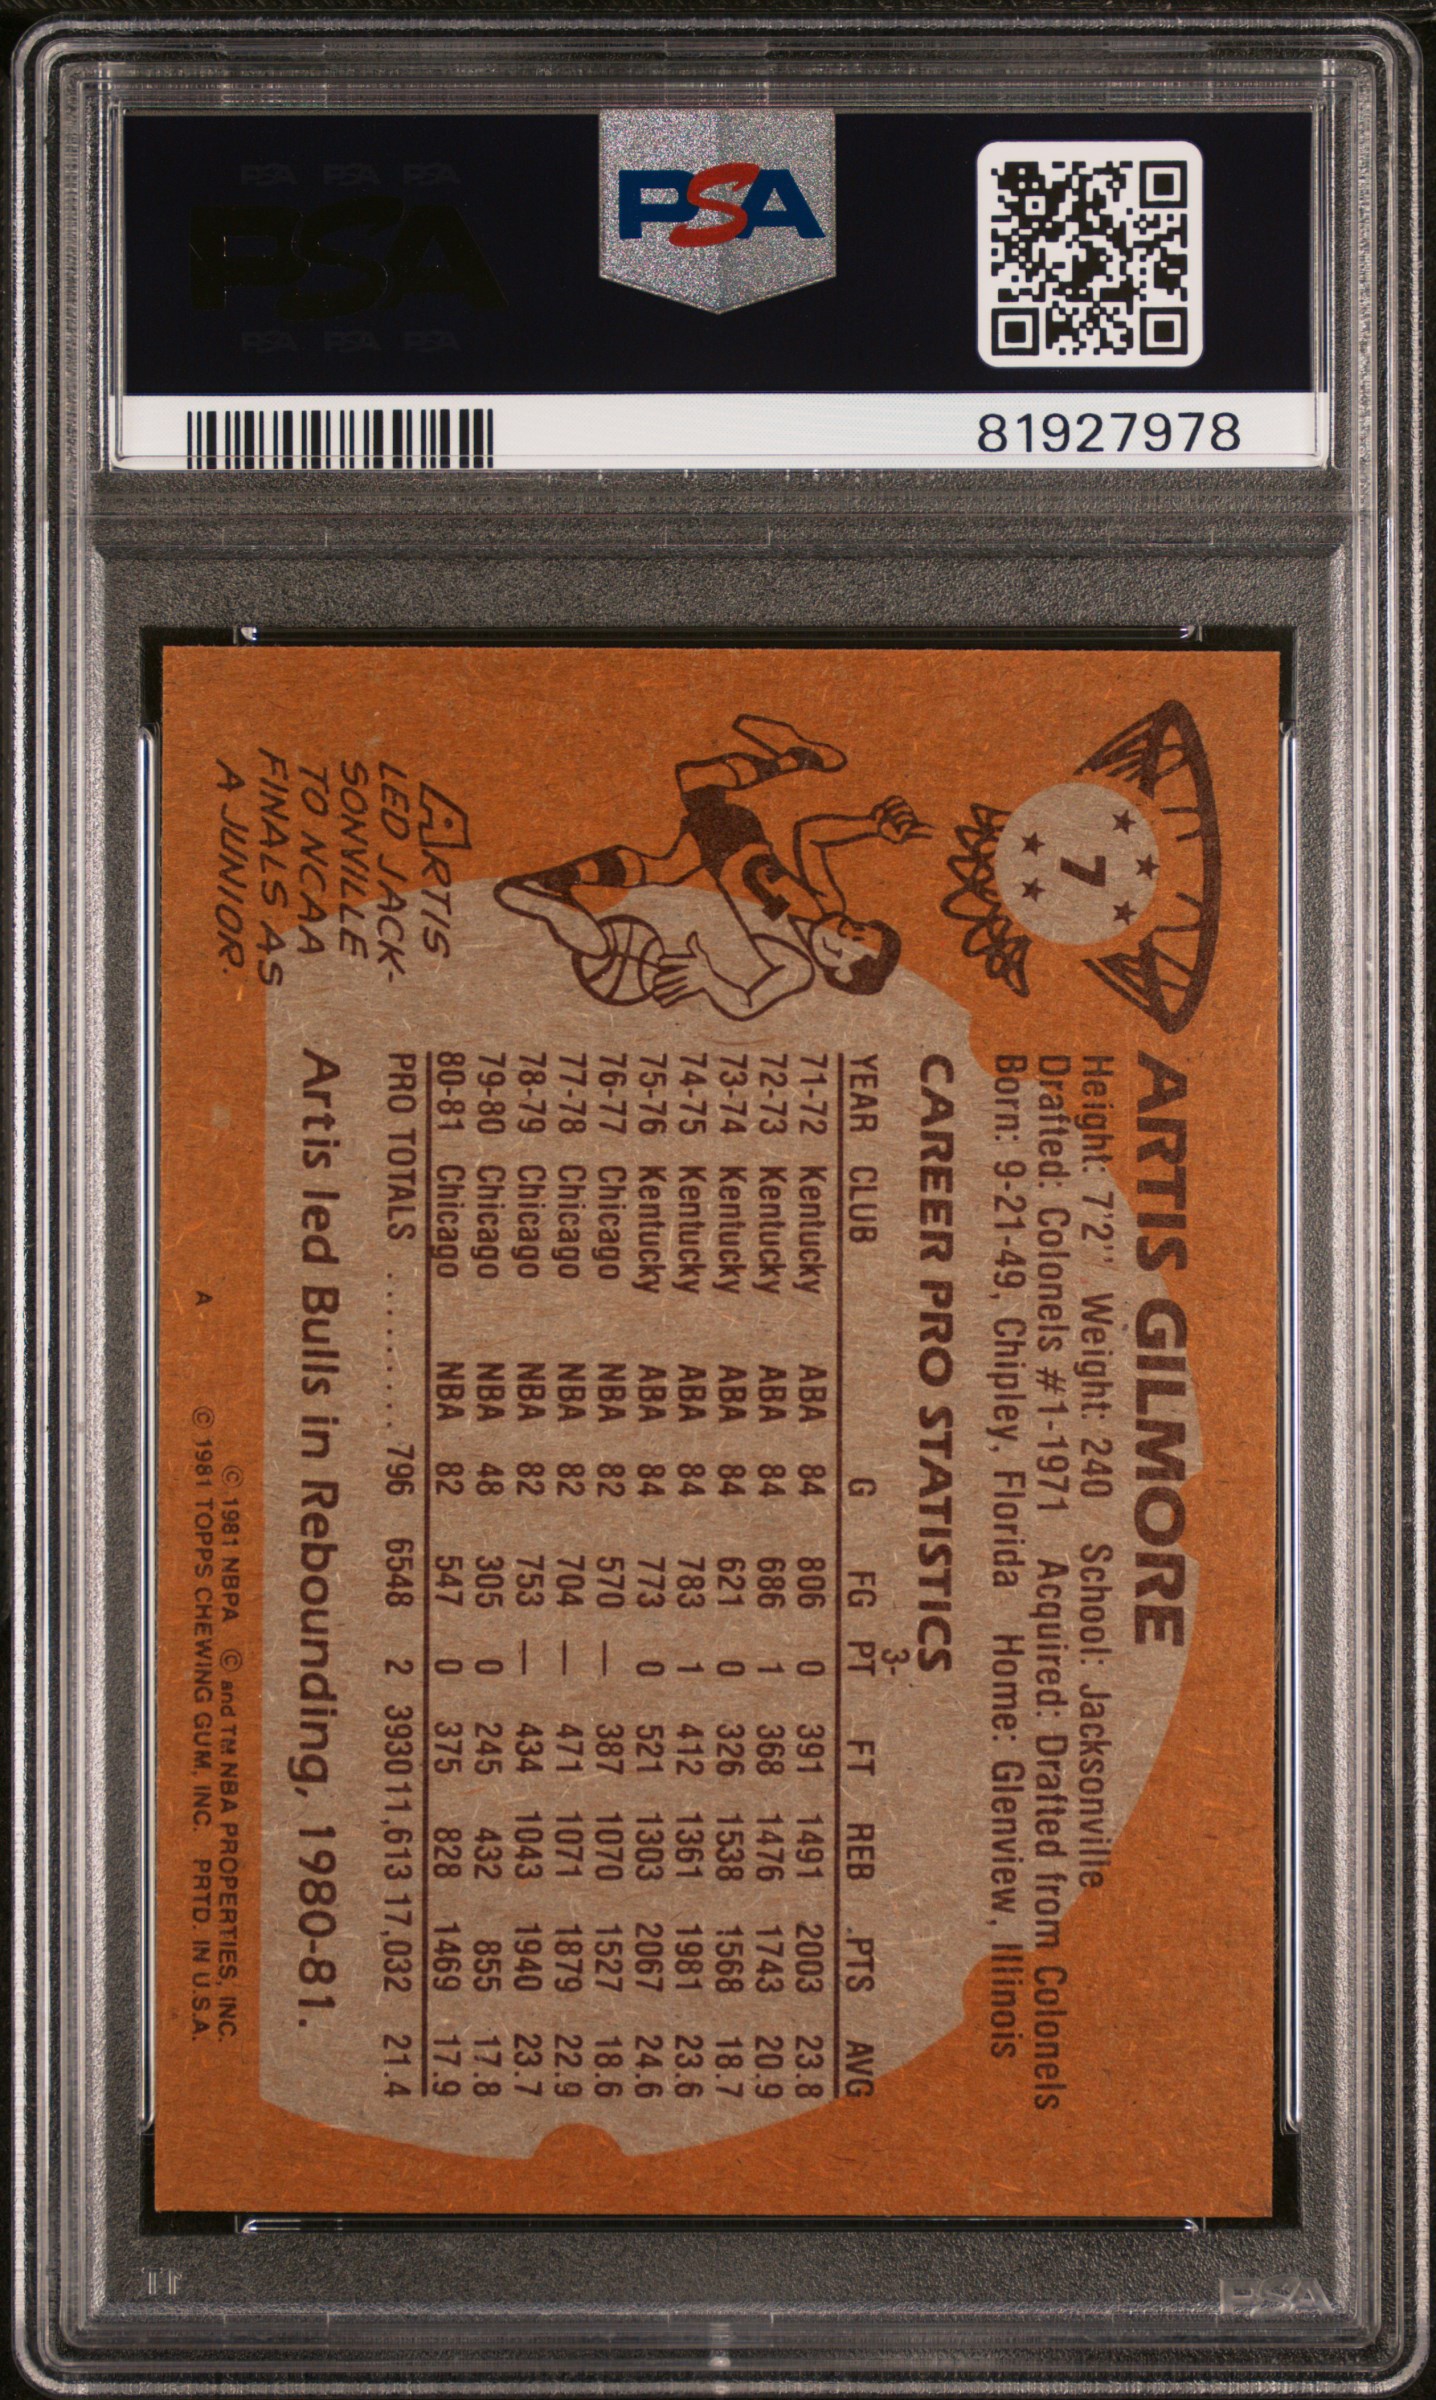 PSA PSA PSA
PSA
PSA PSA PSA
PSA
81927978
7
ARTIS GILMORE
Height: 7'2" Weight: 240 School: Jacksonville
Drafted: Colonels #1-1971 Acquired: Drafted from Colonels
Born: 9-21-49, Chipley, Florida Home: Glenview, Illinois
CAREER PRO STATISTICS
YEAR CLUB G FG 3-PT FT REB .PTS AVG
71-72 Kentucky ABA 84 806 0 391 1491 2003 23.8
72-73 Kentucky ABA 84 686 1 368 1476 1743 20.9
73-74 Kentucky ABA 84 621 0 326 1538 1568 18.7
74-75 Kentucky ABA 84 783 1 412 1361 1981 23.6
75-76 Kentucky ABA 84 773 0 521 1303 2067 24.6
76-77 Chicago NBA 82 570 — 387 1070 1527 18.6
77-78 Chicago NBA 82 704 — 471 1071 1879 22.9
78-79 Chicago NBA 82 753 — 434 1043 1940 23.7
79-80 Chicago NBA 48 305 0 245 432 855 17.8
80-81 Chicago NBA 82 547 0 375 828 1469 17.9
PRO TOTALS . . . . . . . . 796 6548 2 3930 11,613 17,032 21.4
Artis led Bulls in Rebounding, 1980-81.
ARTIS
LED JACK-
SONVILLE
TO NCAA
FINALS AS
A JUNIOR.
© 1981 NBPA © and TM NBA PROPERTIES, INC.
A © 1981 TOPPS CHEWING GUM, INC. PRTD. IN U.S.A.
PSA